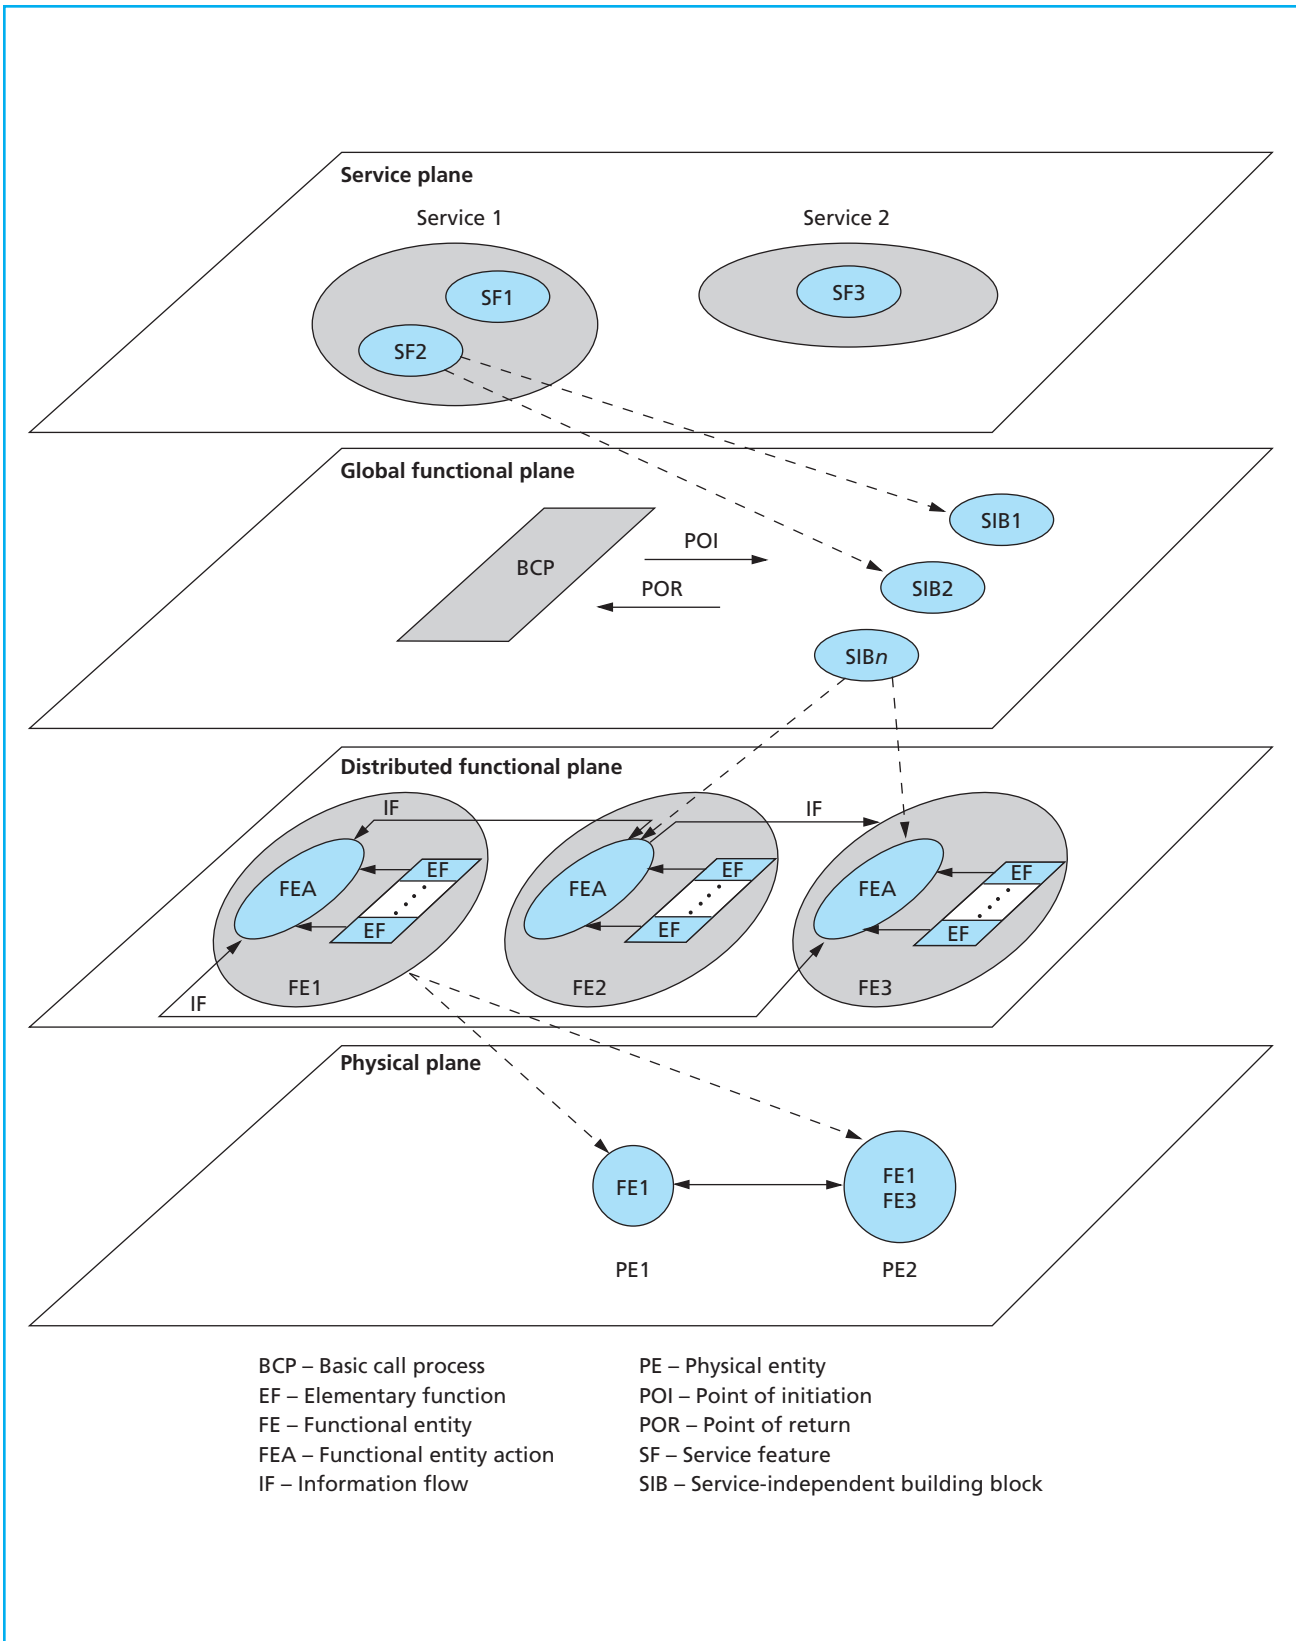 Service plane
Service 1
Service 2
SF1
SF3
SF2
Global functional plane
SIB1
POI
BCP
SIB2
POR
SIBn
Distributed functional plane
IF
IF
EF
EF
EF
FEA
FEA
FEA
EF
EF
EF
FE1
FE2
FE3
IF
Physical plane
FE1
FE1
FE3
PE1
PE2
BCP – Basic call process
EF – Elementary function
FE – Functional entity
FEA – Functional entity action
IF – Information flow
PE – Physical entity
POI – Point of initiation
POR – Point of return
SF – Service feature
SIB – Service-independent building block